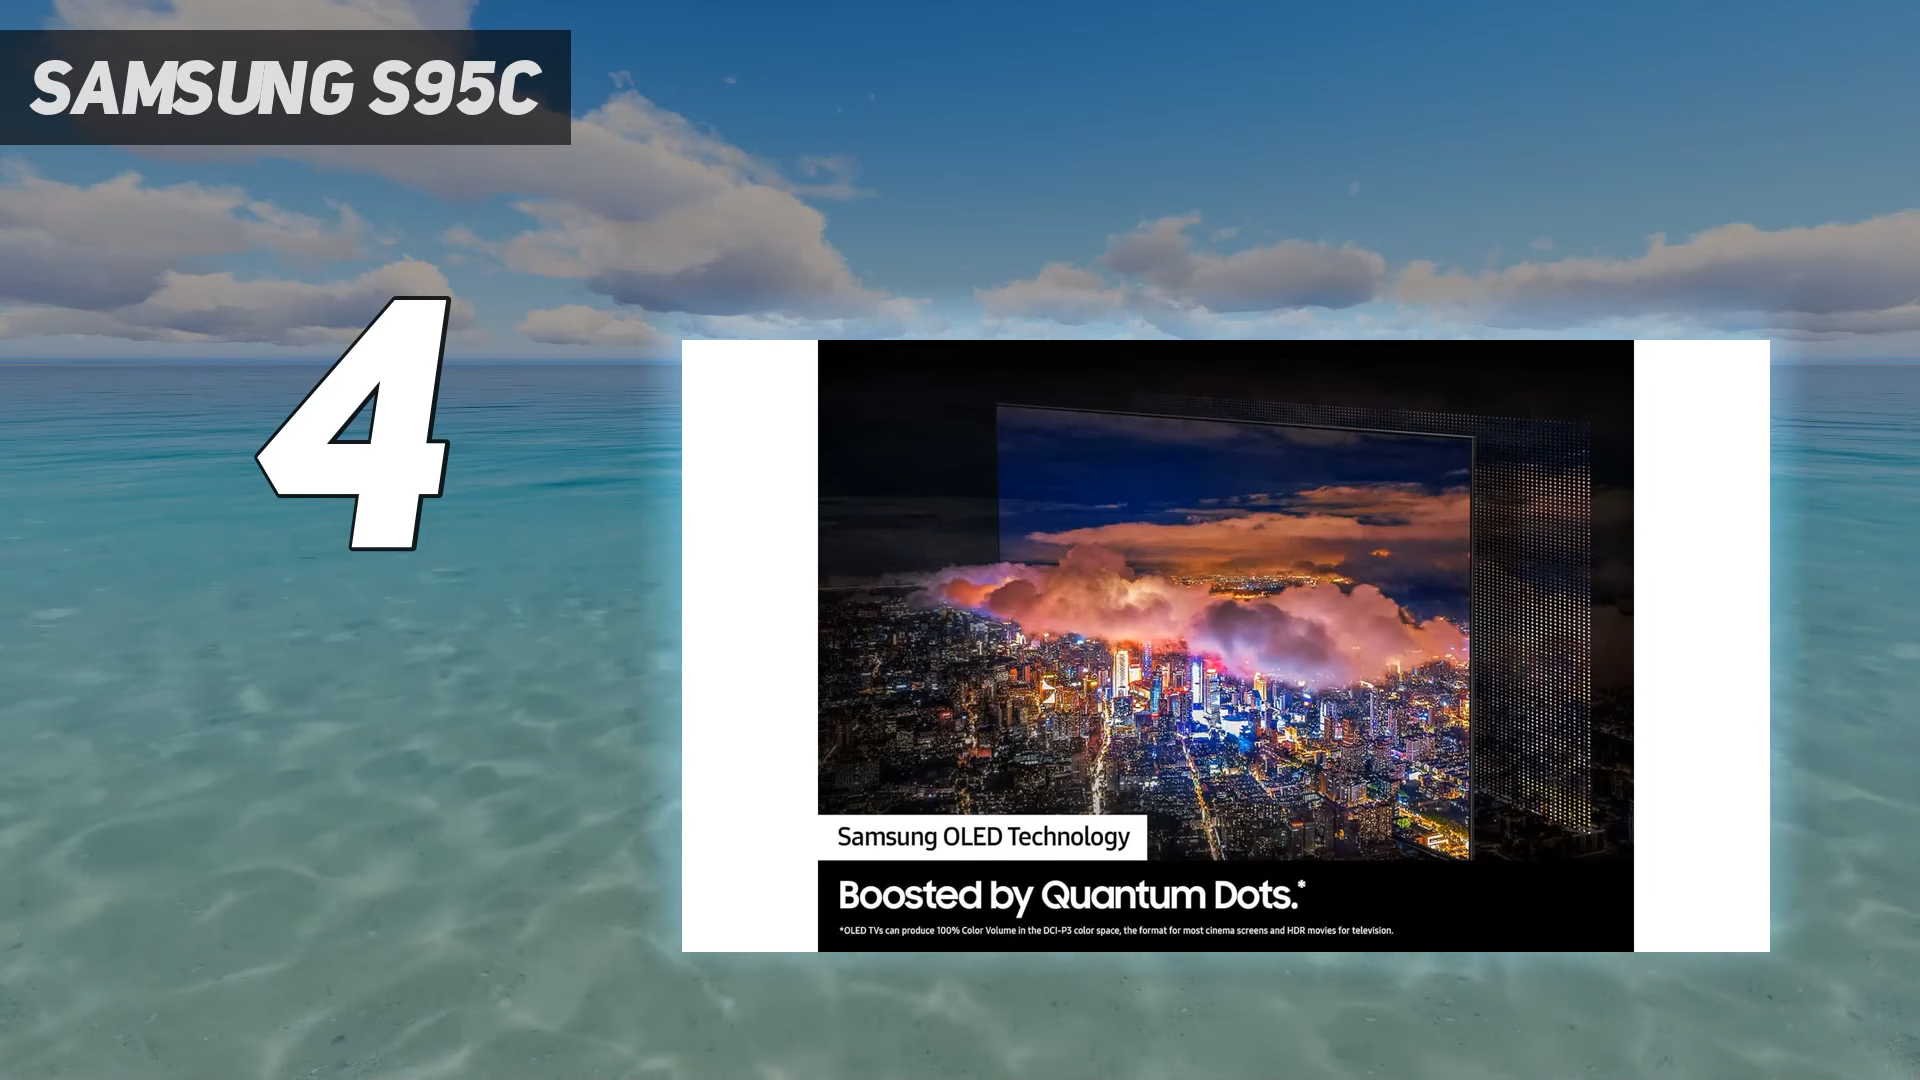 SAMSUNG S95C
4
Samsung OLED Technology
Boosted by Quantum Dots.*
*OLED TVs can produce 100% Color Volume in the DCI-P3 color space, the format for most cinema screens and HDR movies for television.